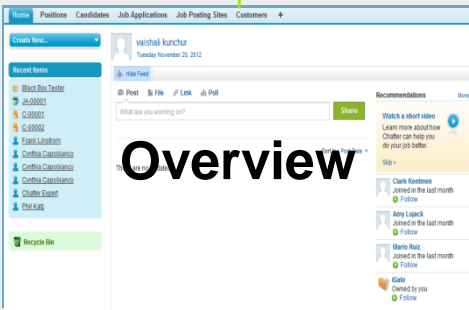 Home Positions Candidates Job Applications Job Posting Sites Customers +
Create New...
Recent Items
Black Box Tester
JA-00001
C-00001
C-00002
Frank Linstrom
Cynthia Capobianco
Cynthia Capobianco
Cynthia Capobianco
Chatter Expert
Phil Katz
Recycle Bin
vaishali kunchur
Tuesday November 20, 2012
Hide Feed
Post File Link Poll
What are you working on?
Share
Overview
Recommendations More
Watch a short video
Learn more about how
Chatter can help you
do your job better.
Skip »
Clark Kentmen
Joined in the last month
Follow
Amy Lojack
Joined in the last month
Follow
Mario Ruiz
Joined in the last month
Follow
iGate
Owned by you
Follow